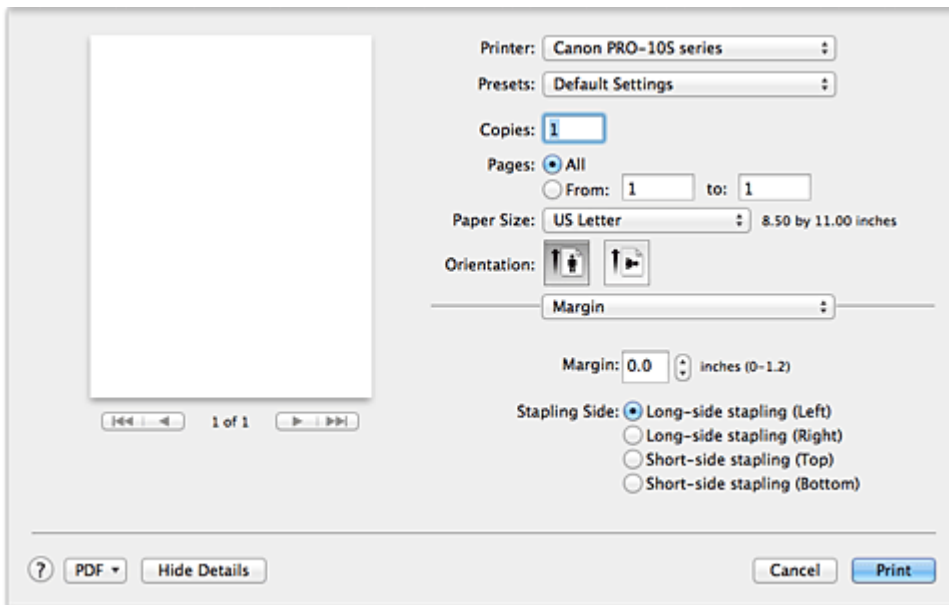 Printer: Canon PRO-10S series
Presets: Default Settings
Copies: 1
Pages: All
From: 1 to: 1
Paper Size: US Letter 8.50 by 11.00 inches
Orientation:
Margin
Margin: 0.0 inches (0-1.2)
1 of 1
Stapling Side: Long-side stapling (Left)
Long-side stapling (Right)
Short-side stapling (Top)
Short-side stapling (Bottom)
? PDF Hide Details Cancel Print